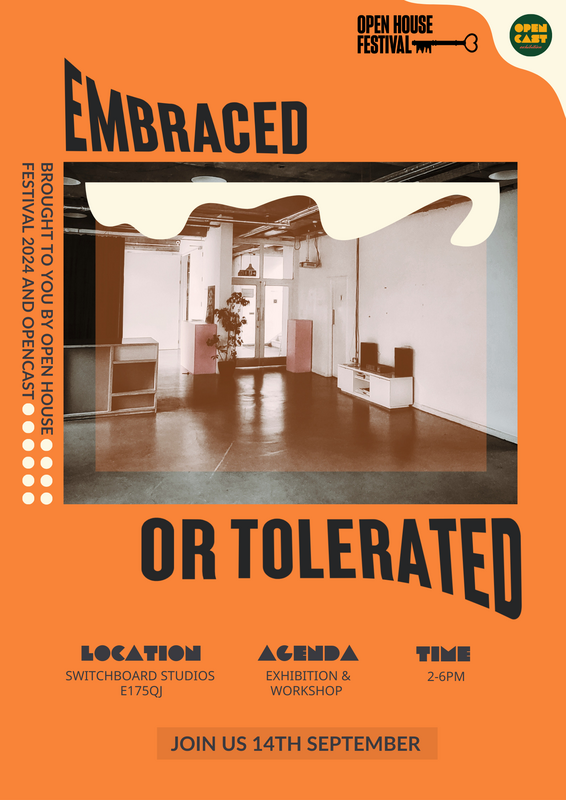 OPEN HOUSE
FESTIVAL
OPEN
CAST
exhibition
EMBRACED
BROUGHT TO YOU BY OPEN HOUSE
FESTIVAL 2024 AND OPENCAST
OR TOLERATED
LOCATION
SWITCHBOARD STUDIOS
E175QJ
AGENDA
EXHIBITION &
WORKSHOP
TIME
2-6PM
JOIN US 14TH SEPTEMBER